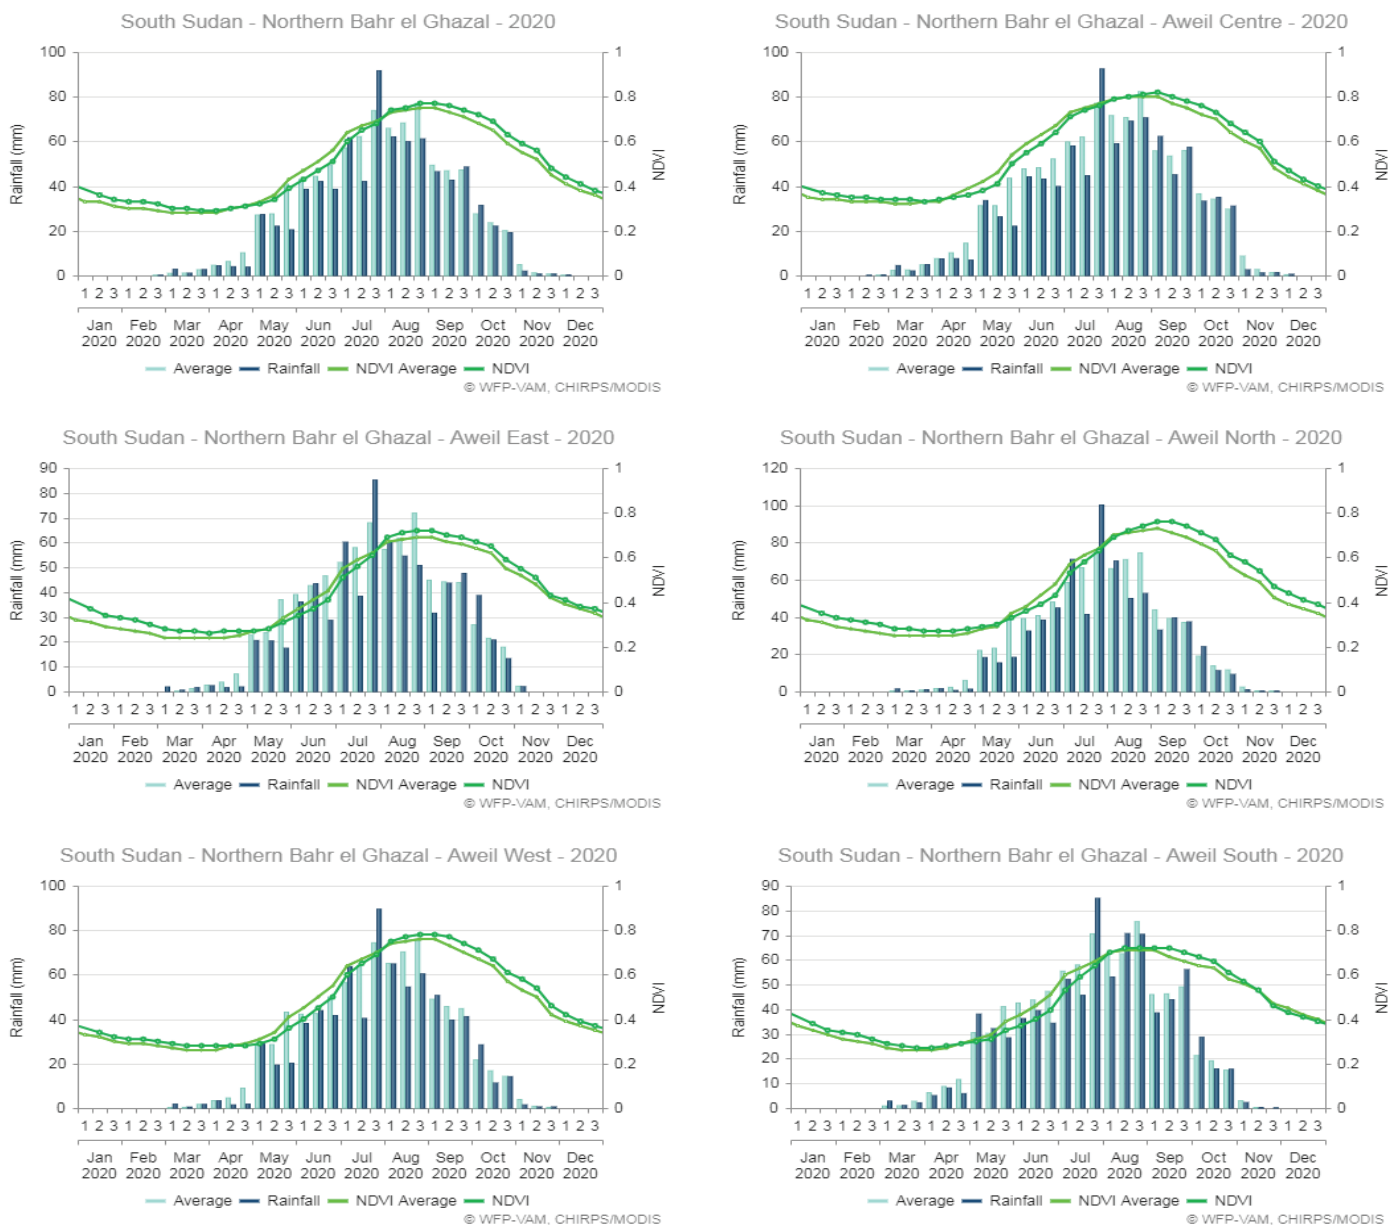 South Sudan - Northern Bahr el Ghazal - 2020
100
80
60
40
20
0
Rainfall (mm)
1
0.8
0.6
0.4
0.2
0
NDVI
1 2 3 1 2 3 1 2 3 1 2 3 1 2 3 1 2 3 1 2 3 1 2 3 1 2 3 1 2 3 1 2 3 1 2 3
Jan Feb Mar Apr May Jun Jul Aug Sep Oct Nov Dec
2020 2020 2020 2020 2020 2020 2020 2020 2020 2020 2020 2020
Average Rainfall NDVI Average NDVI
© WFP-VAM, CHIRPS/MODIS
South Sudan - Northern Bahr el Ghazal - Aweil Centre - 2020
100
80
60
40
20
0
Rainfall (mm)
1
0.8
0.6
0.4
0.2
0
NDVI
1 2 3 1 2 3 1 2 3 1 2 3 1 2 3 1 2 3 1 2 3 1 2 3 1 2 3 1 2 3 1 2 3 1 2 3
Jan Feb Mar Apr May Jun Jul Aug Sep Oct Nov Dec
2020 2020 2020 2020 2020 2020 2020 2020 2020 2020 2020 2020
Average Rainfall NDVI Average NDVI
© WFP-VAM, CHIRPS/MODIS
South Sudan - Northern Bahr el Ghazal - Aweil East - 2020
90
80
70
60
50
40
30
20
10
0
Rainfall (mm)
1
0.8
0.6
0.4
0.2
0
NDVI
1 2 3 1 2 3 1 2 3 1 2 3 1 2 3 1 2 3 1 2 3 1 2 3 1 2 3 1 2 3 1 2 3 1 2 3
Jan Feb Mar Apr May Jun Jul Aug Sep Oct Nov Dec
2020 2020 2020 2020 2020 2020 2020 2020 2020 2020 2020 2020
Average Rainfall NDVI Average NDVI
© WFP-VAM, CHIRPS/MODIS
South Sudan - Northern Bahr el Ghazal - Aweil North - 2020
120
100
80
60
40
20
0
Rainfall (mm)
1
0.8
0.6
0.4
0.2
0
NDVI
1 2 3 1 2 3 1 2 3 1 2 3 1 2 3 1 2 3 1 2 3 1 2 3 1 2 3 1 2 3 1 2 3 1 2 3
Jan Feb Mar Apr May Jun Jul Aug Sep Oct Nov Dec
2020 2020 2020 2020 2020 2020 2020 2020 2020 2020 2020 2020
Average Rainfall NDVI Average NDVI
© WFP-VAM, CHIRPS/MODIS
South Sudan - Northern Bahr el Ghazal - Aweil West - 2020
100
80
60
40
20
0
Rainfall (mm)
1
0.8
0.6
0.4
0.2
0
NDVI
1 2 3 1 2 3 1 2 3 1 2 3 1 2 3 1 2 3 1 2 3 1 2 3 1 2 3 1 2 3 1 2 3 1 2 3
Jan Feb Mar Apr May Jun Jul Aug Sep Oct Nov Dec
2020 2020 2020 2020 2020 2020 2020 2020 2020 2020 2020 2020
Average Rainfall NDVI Average NDVI
© WFP-VAM, CHIRPS/MODIS
South Sudan - Northern Bahr el Ghazal - Aweil South - 2020
90
80
70
60
50
40
30
20
10
0
Rainfall (mm)
1
0.8
0.6
0.4
0.2
0
NDVI
1 2 3 1 2 3 1 2 3 1 2 3 1 2 3 1 2 3 1 2 3 1 2 3 1 2 3 1 2 3 1 2 3 1 2 3
Jan Feb Mar Apr May Jun Jul Aug Sep Oct Nov Dec
2020 2020 2020 2020 2020 2020 2020 2020 2020 2020 2020 2020
Average Rainfall NDVI Average NDVI
© WFP-VAM, CHIRPS/MODIS